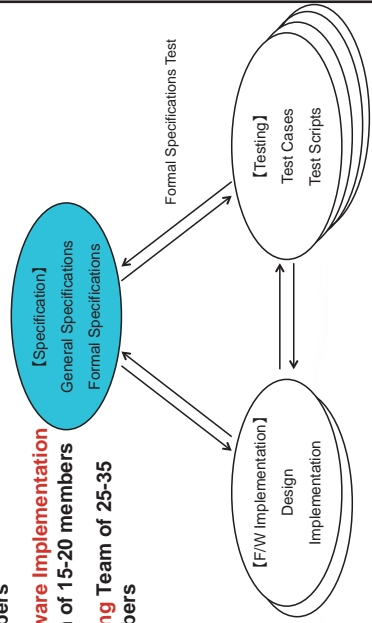 bers
ware Implementation
n of 15-20 members
ng Team of 25-35
bers
【Specification】
General Specifications
Formal Specifications
Formal Specifications Test
【F/W Implementation】
Design
Implementation
【Testing】
Test Cases
Test Scripts